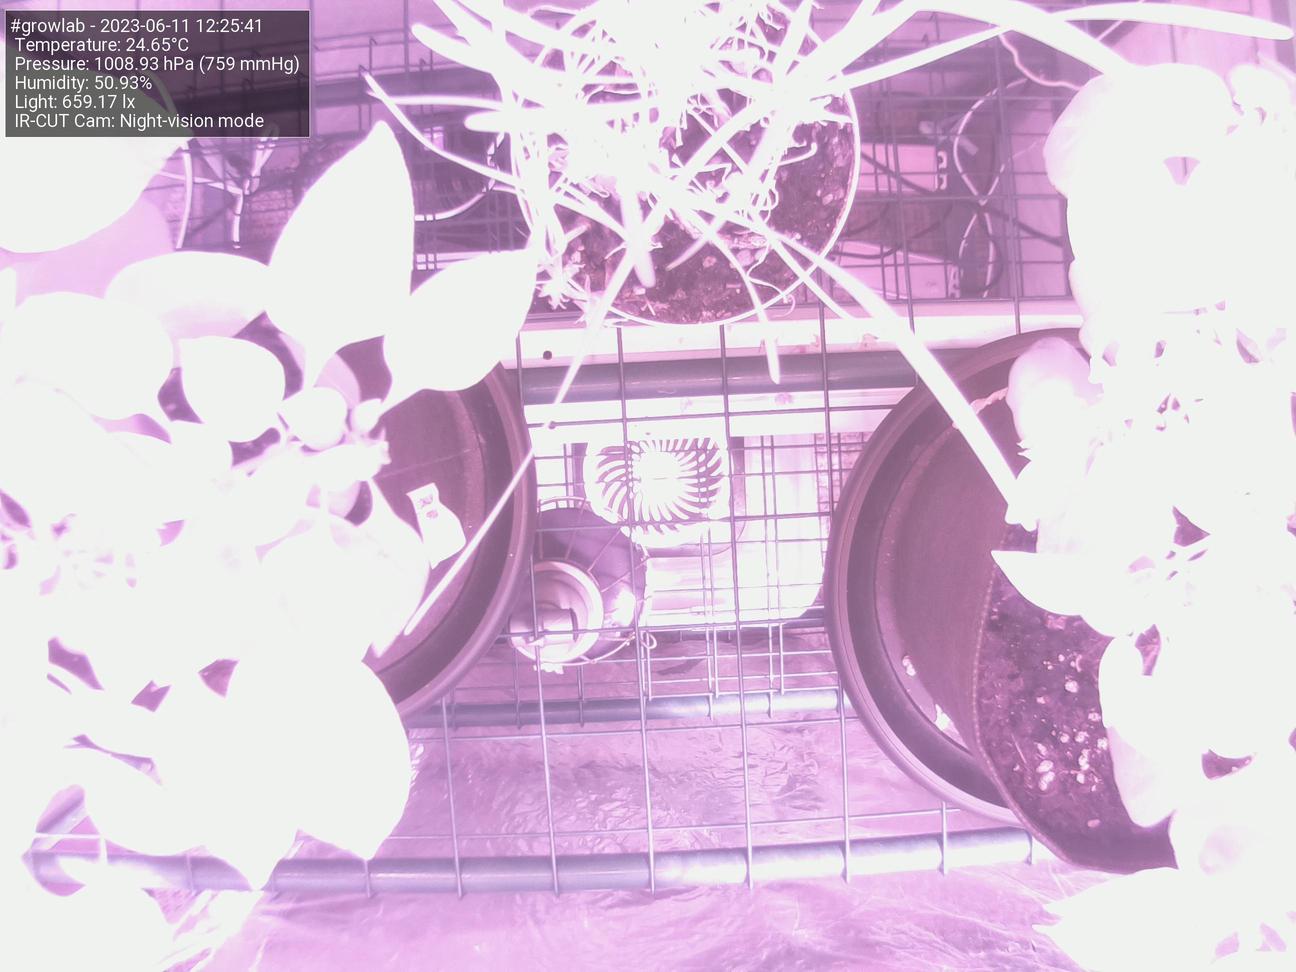 #growlab - 2023-06-11 12:25:41
Temperature: 24.65°C
Pressure: 1008.93 hPa (759 mmHg)
Humidity: 50.93%
Light: 659.17 lx
IR-CUT Cam: Night-vision mode